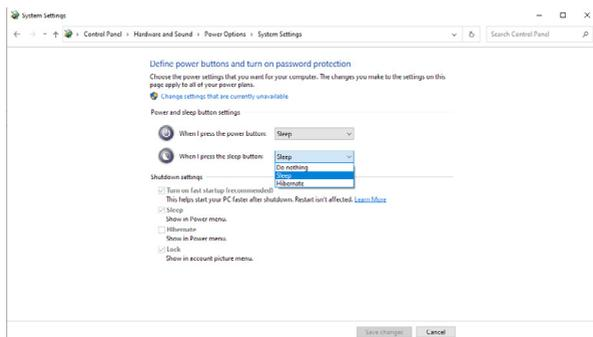 System Settings
Control Panel > Hardware and Sound > Power Options > System Settings
Search Control Panel
Define power buttons and turn on password protection
Choose the power settings that you want for your computer. The changes you make to the settings on this
page apply to all of your power plans.
Change settings that are currently unavailable
Power and sleep button settings
When I press the power button: Sleep
When I press the sleep button: Sleep
Do nothing
Sleep
Hibernate
Shutdown settings
Turn on fast startup (recommended)
This helps start your PC faster after shutdown. Restart isn't affected. Learn More
Sleep
Show in Power menu.
Hibernate
Show in Power menu.
Lock
Show in account picture menu.
Save changes Cancel